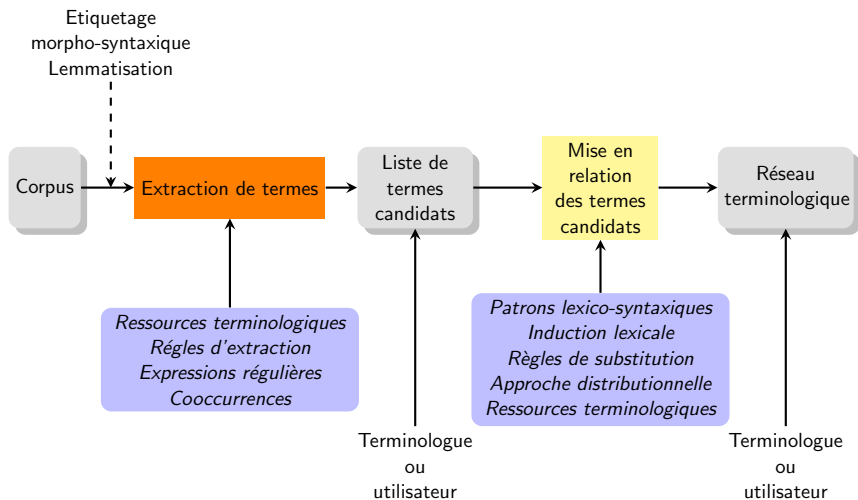 Etiquetage
morpho-syntaxique
Lemmatisation
Corpus
Extraction de termes
Liste de
termes
candidats
Mise en
relation
des termes
candidats
Réseau
terminologique
Ressources terminologiques
Régles d'extraction
Expressions régulières
Cooccurrences
Patrons lexico-syntaxiques
Induction lexicale
Règles de substitution
Approche distributionnelle
Ressources terminologiques
Terminologue
ou
utilisateur
Terminologue
ou
utilisateur